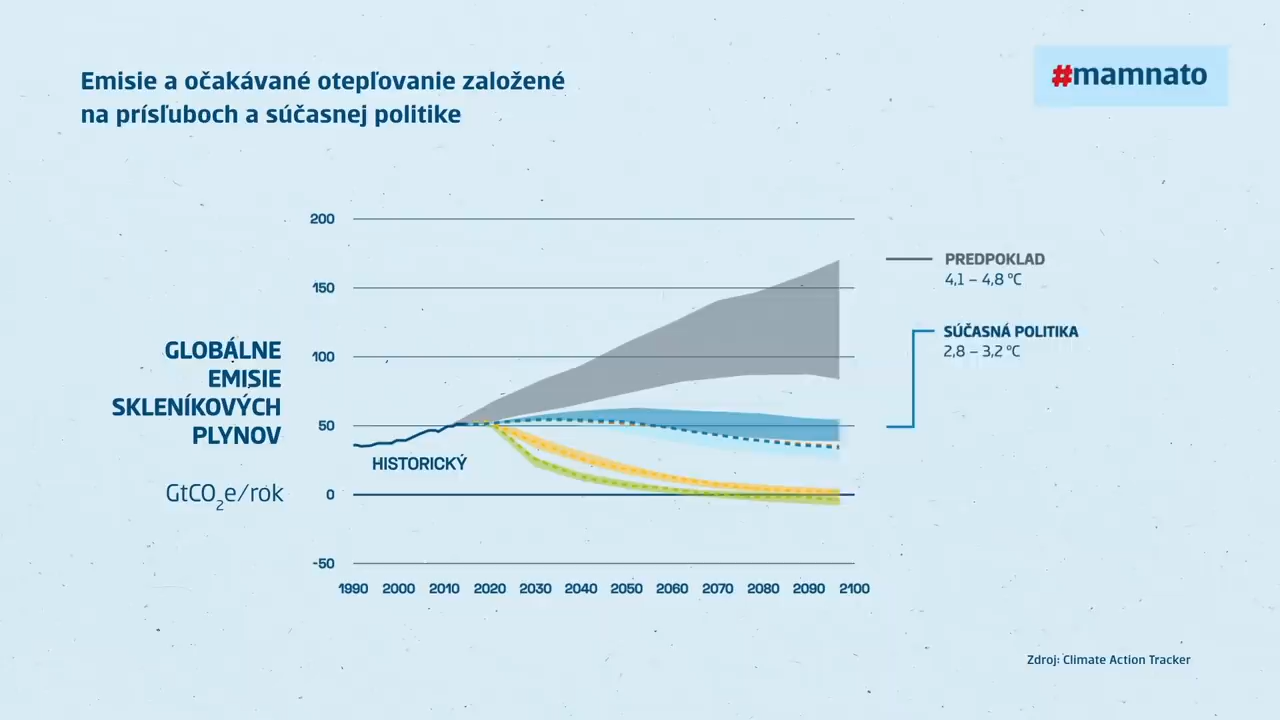 Emisie a očakávané otepľovanie založené
na prísľuboch a súčasnej politike
#mamnato
200
150
100
50
0
-50
GLOBÁLNE
EMISIE
SKLENÍKOVÝCH
PLYNOV
GtCO₂e/rok
HISTORICKÝ
1990 2000 2010 2020 2030 2040 2050 2060 2070 2080 2090 2100
PREDPOKLAD
4,1 – 4,8 °C
SÚČASNÁ POLITIKA
2,8 – 3,2 °C
Zdroj: Climate Action Tracker